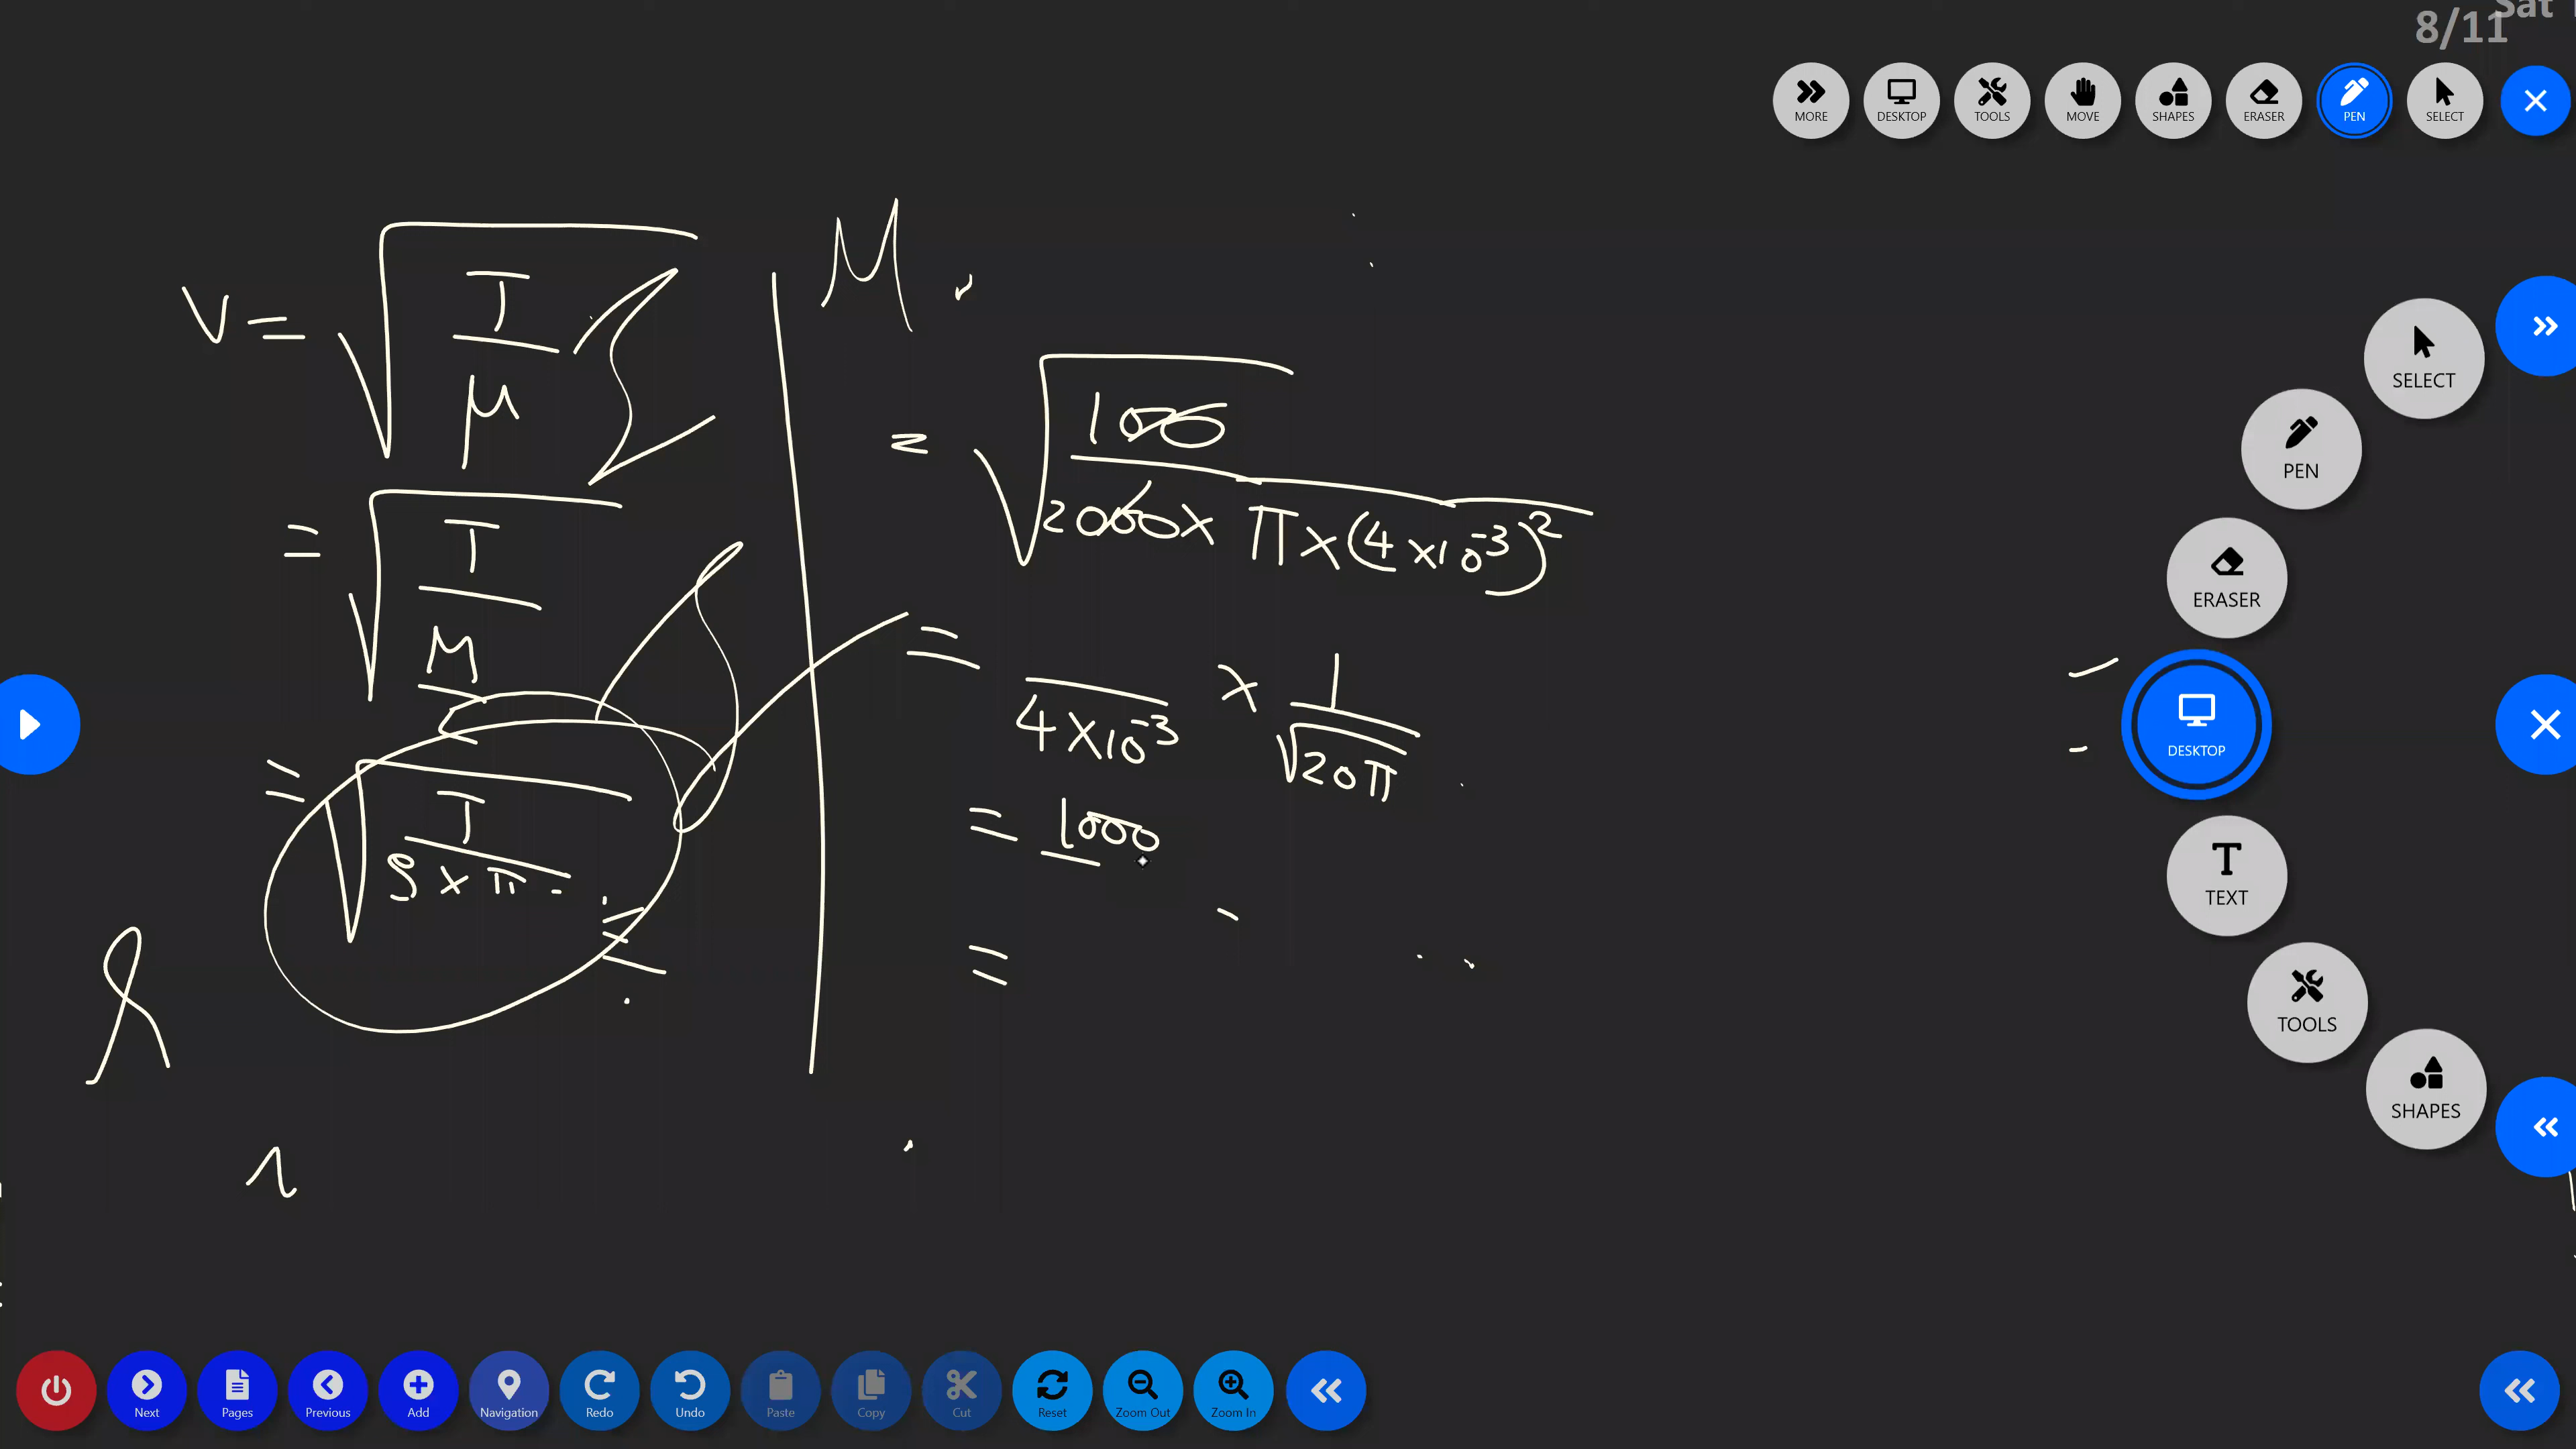 Sat
8/11
MORE DESKTOP TOOLS MOVE SHAPES ERASER PEN SELECT
V = √(T/μ)
= √(T/(M/L))
= √(T/(ρ × π
M
= √(100/(2000 × π × (4 × 10⁻³)²))
= 1/(4 × 10⁻³) × 1/√(20π)
= 1000
=
SELECT
PEN
ERASER
DESKTOP
TEXT
TOOLS
SHAPES
Next Pages Previous Add Navigation Redo Undo Paste Copy Cut Reset Zoom Out Zoom In